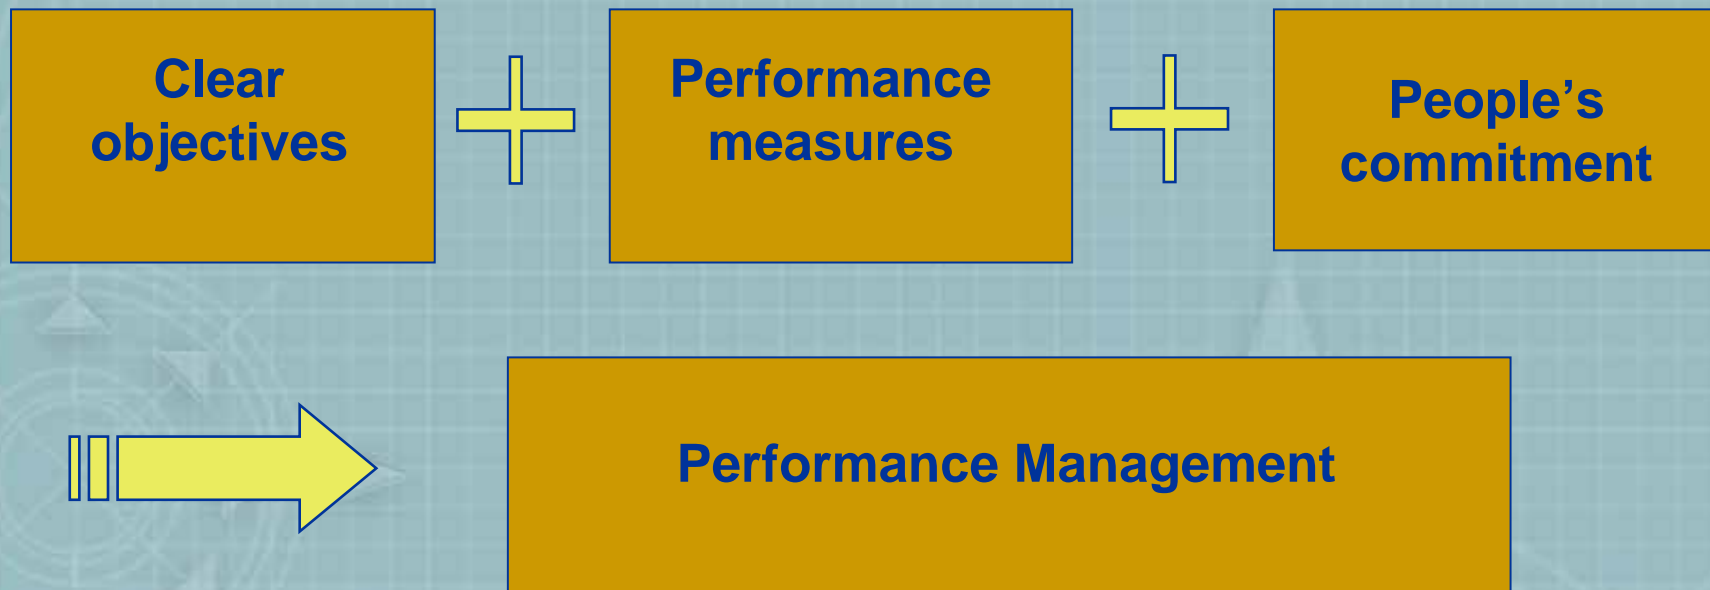 Clear
objectives
Performance
measures
People’s
commitment
Performance Management